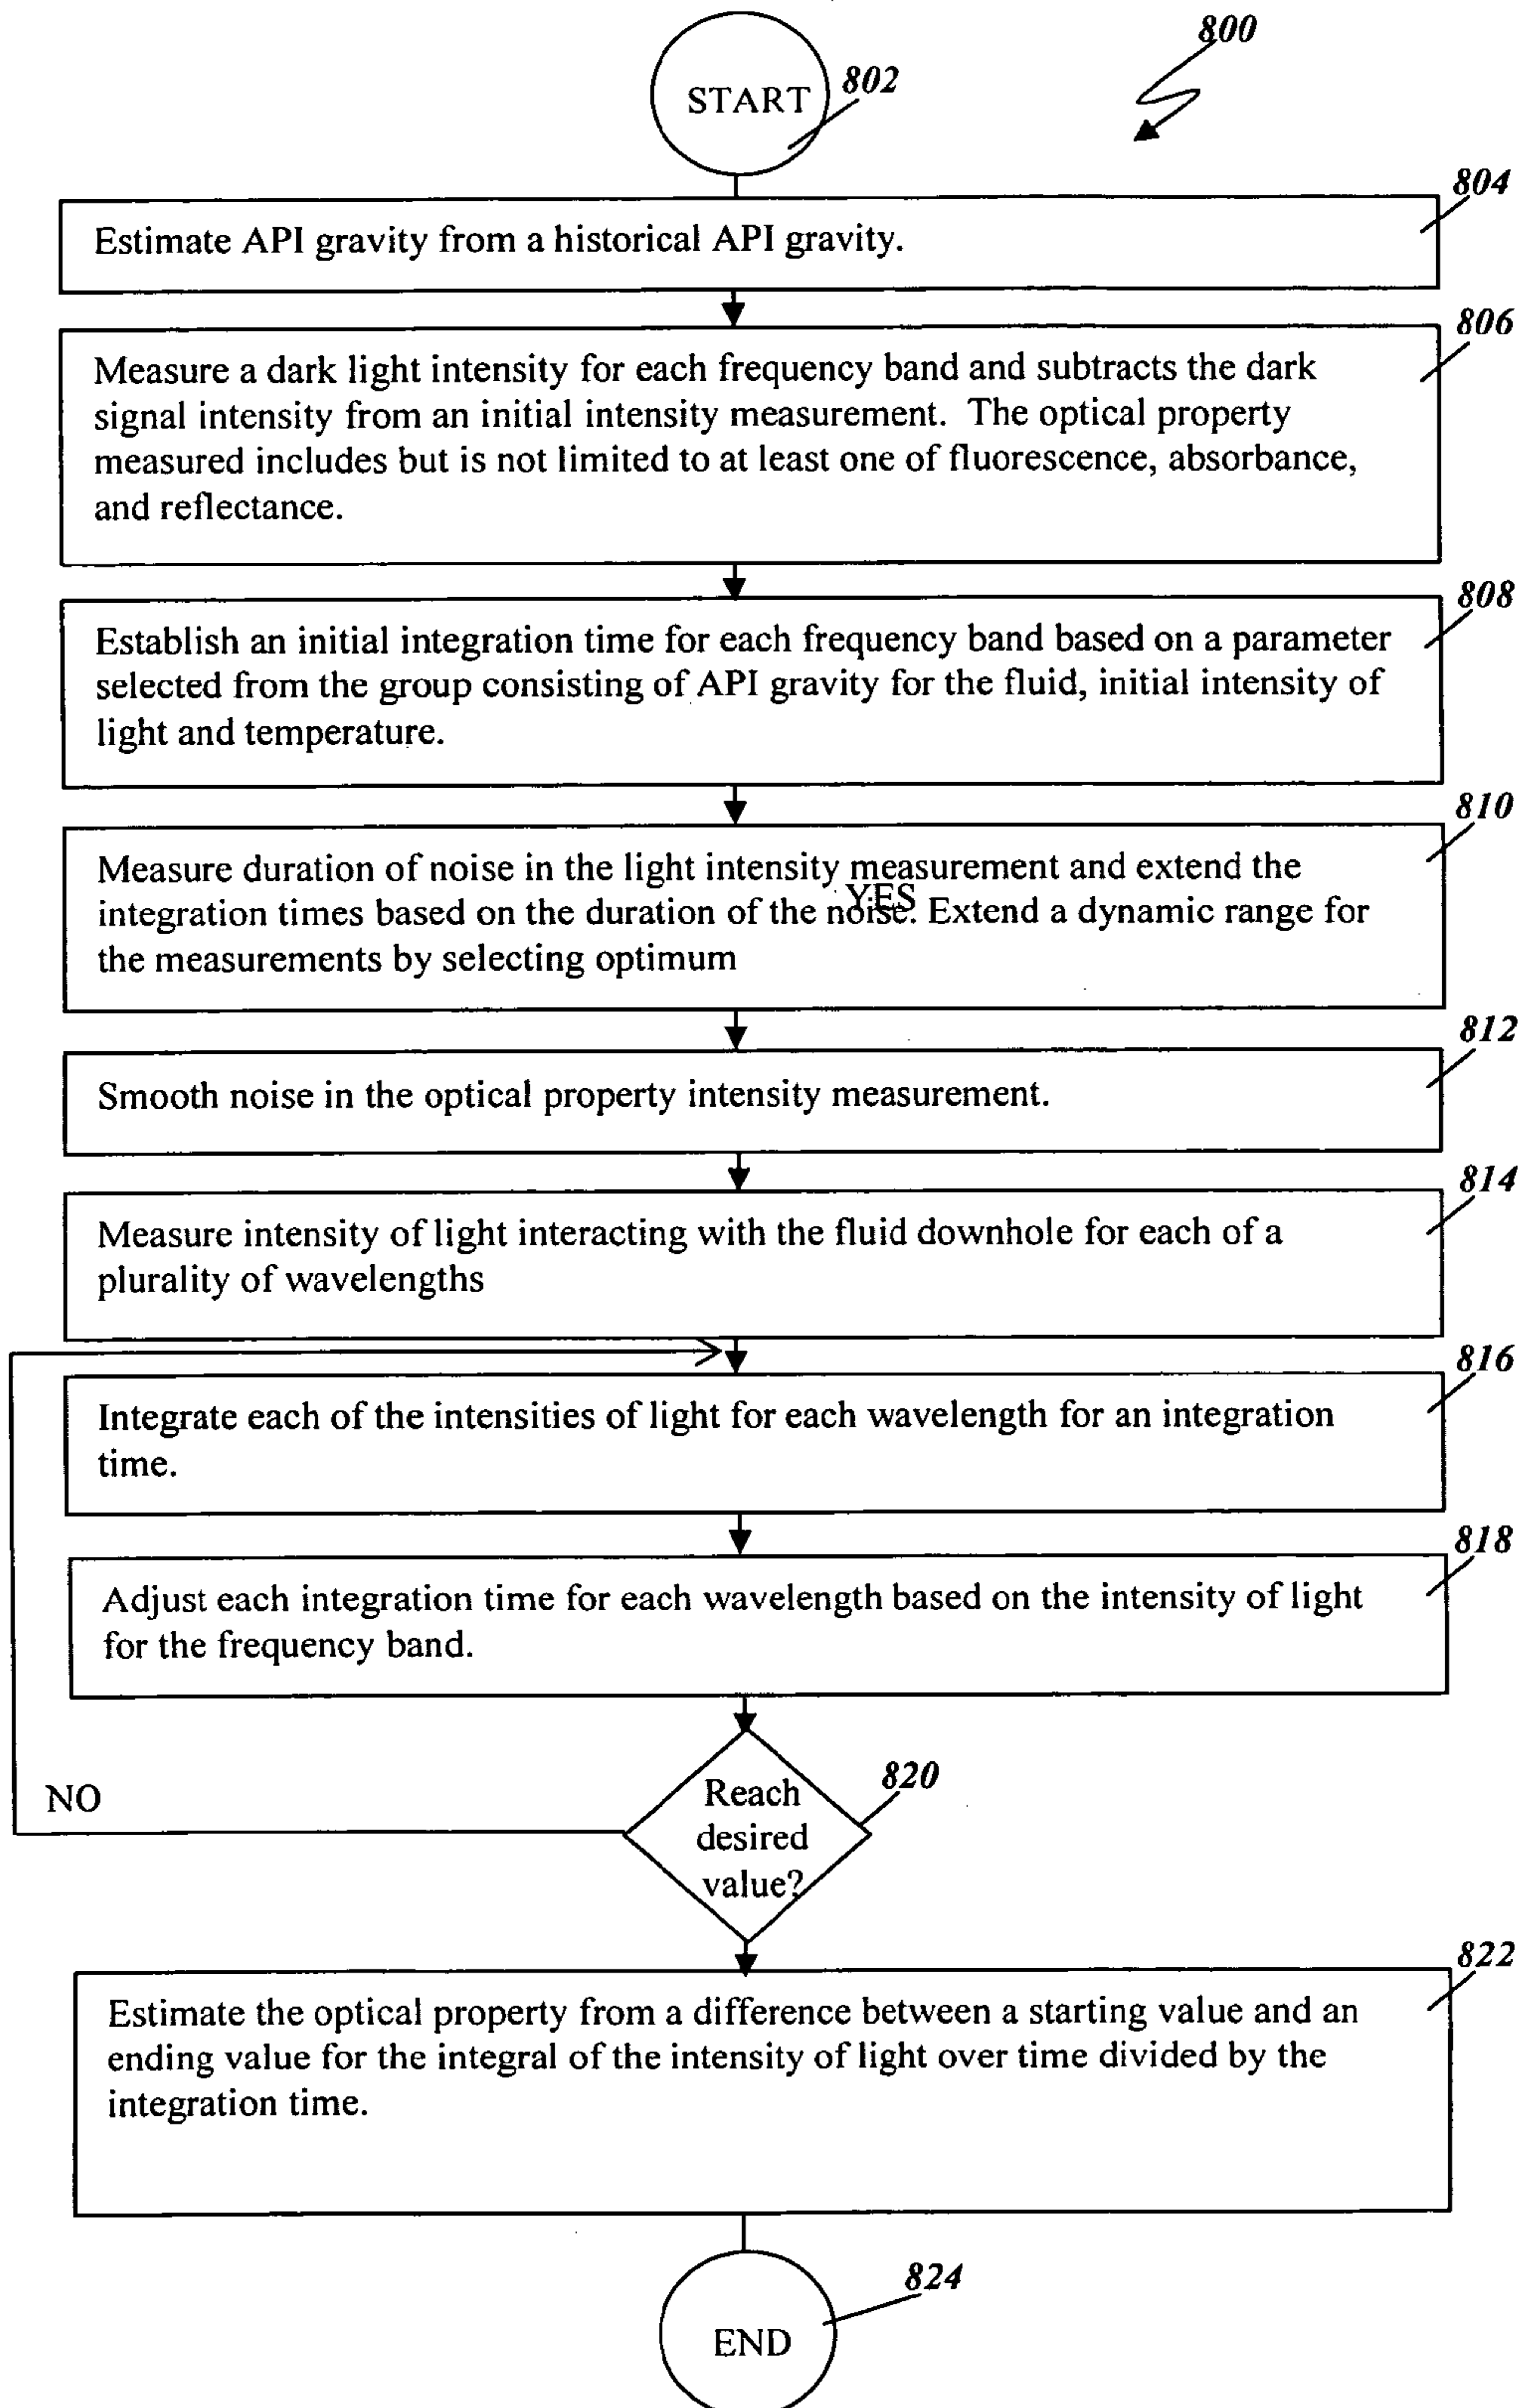 800
START
802
804
Estimate API gravity from a historical API gravity.
806
Measure a dark light intensity for each frequency band and subtracts the dark
signal intensity from an initial intensity measurement. The optical property
measured includes but is not limited to at least one of fluorescence, absorbance,
and reflectance.
808
Establish an initial integration time for each frequency band based on a parameter
selected from the group consisting of API gravity for the fluid, initial intensity of
light and temperature.
810
Measure duration of noise in the light intensity measurement and extend the
YES
integration times based on the duration of the noise. Extend a dynamic range for
the measurements by selecting optimum
812
Smooth noise in the optical property intensity measurement.
814
Measure intensity of light interacting with the fluid downhole for each of a
plurality of wavelengths
816
Integrate each of the intensities of light for each wavelength for an integration
time.
818
Adjust each integration time for each wavelength based on the intensity of light
for the frequency band.
820
NO
Reach
desired
value?
822
Estimate the optical property from a difference between a starting value and an
ending value for the integral of the intensity of light over time divided by the
integration time.
824
END